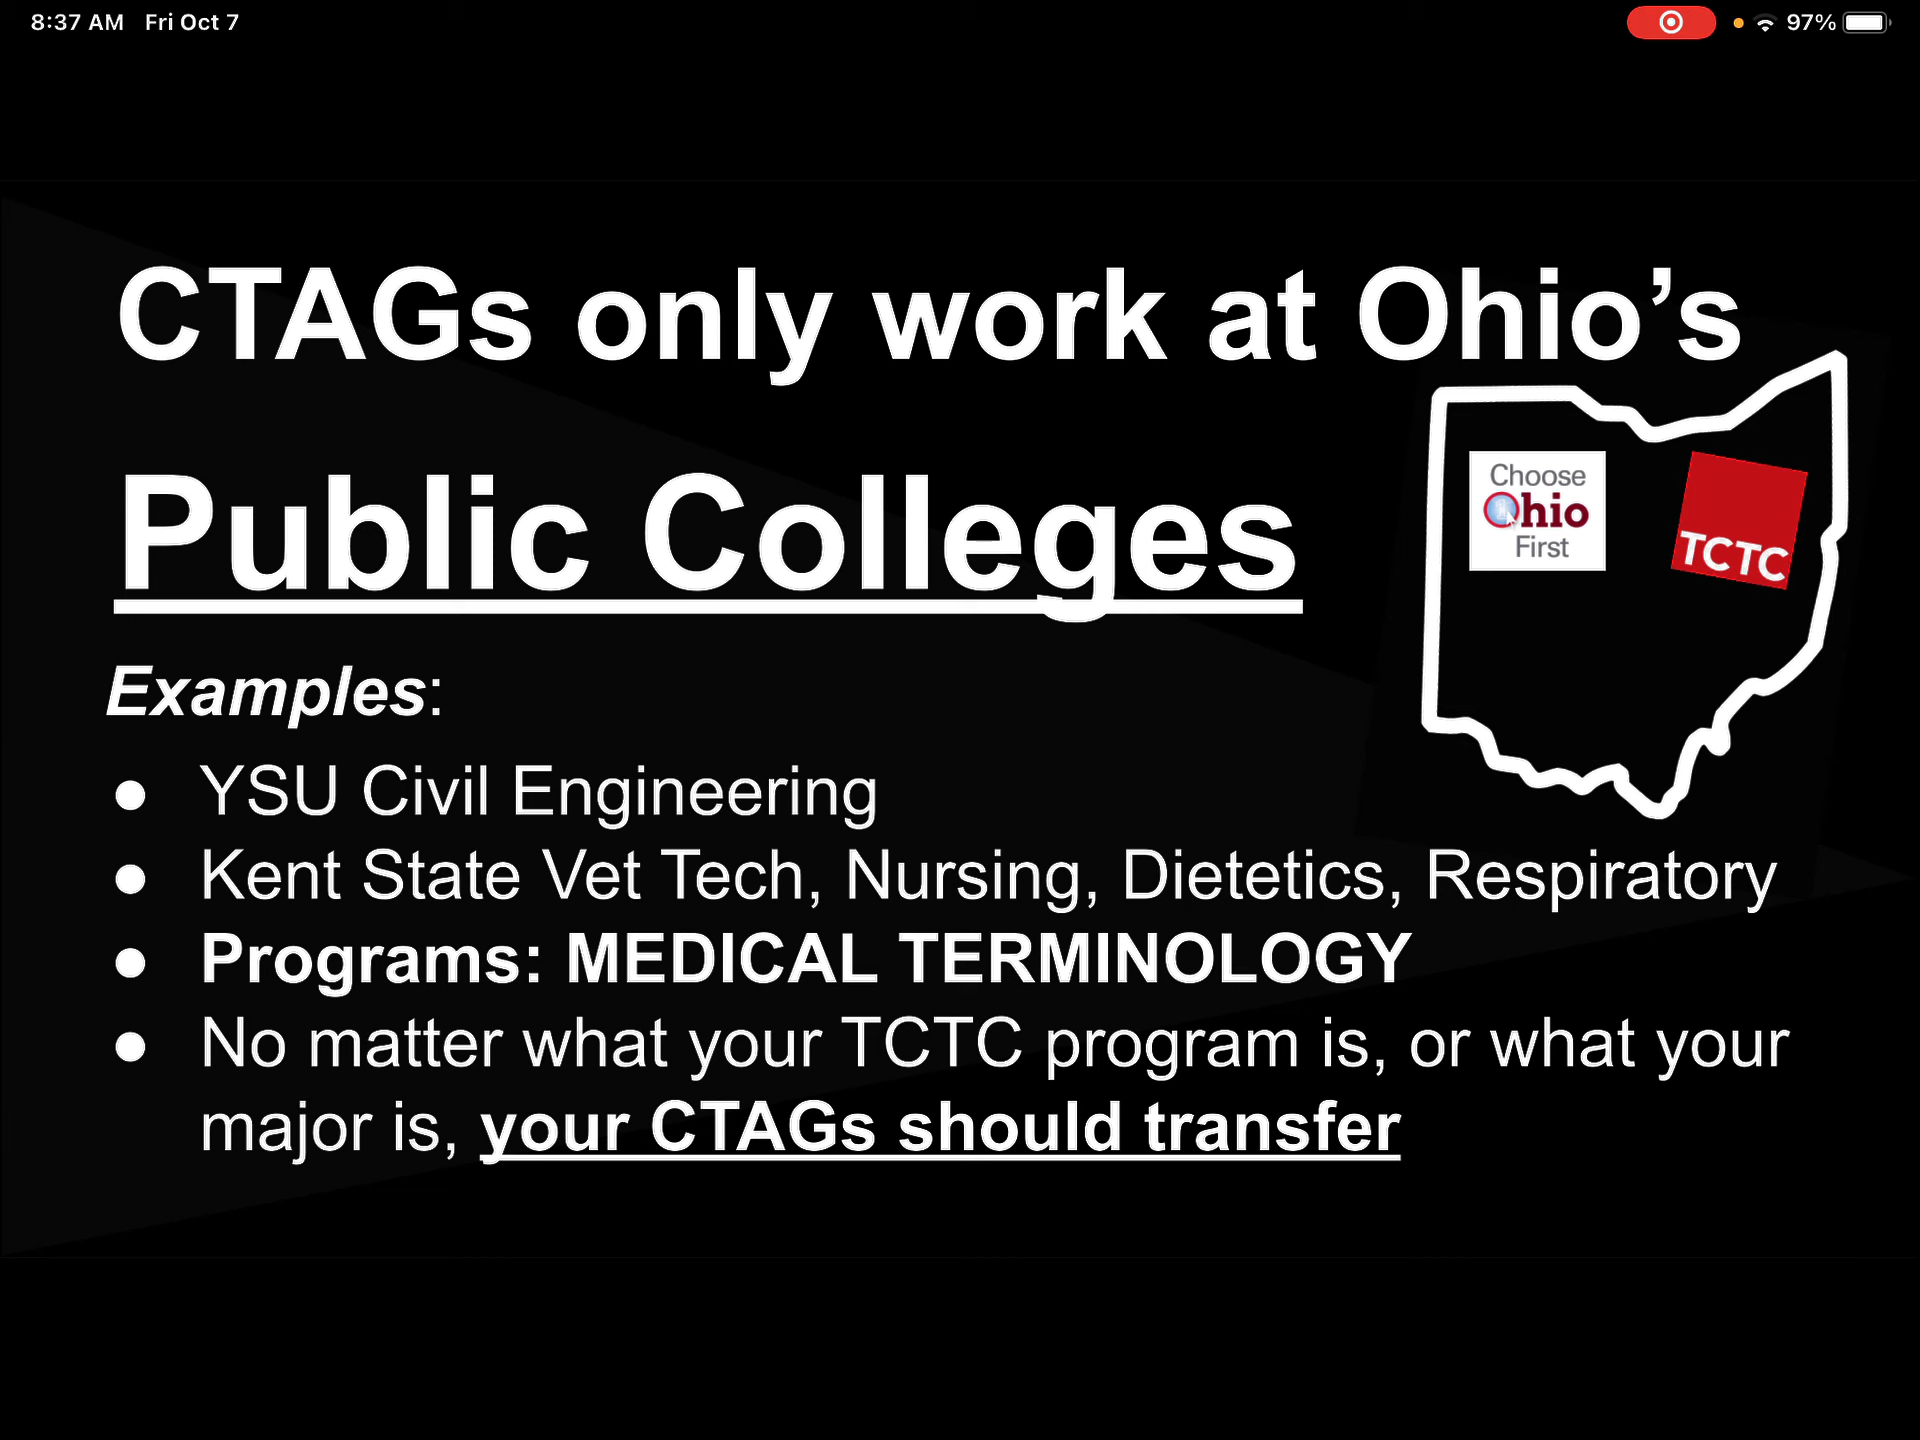 8:37 AM Fri Oct 7
97%
CTAGs only work at Ohio’s
Public Colleges
Choose
Ohio
First
TCTC
Examples:
● YSU Civil Engineering
● Kent State Vet Tech, Nursing, Dietetics, Respiratory
● Programs: MEDICAL TERMINOLOGY
● No matter what your TCTC program is, or what your
major is, your CTAGs should transfer